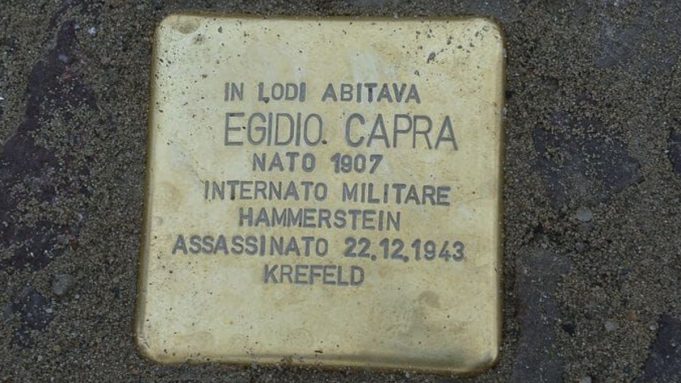 IN LODI ABITAVA
EGIDIO CAPRA
NATO 1907
INTERNATO MILITARE
HAMMERSTEIN
ASSASSINATO 22.12.1943
KREFELD